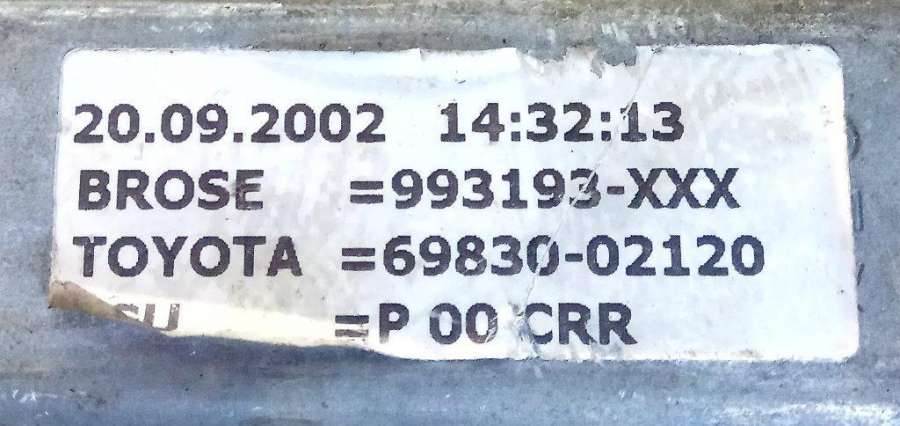 20.09.2002 14:32:13
BROSE =993193-XXX
TOYOTA =69830-02120
=P 00 CRR